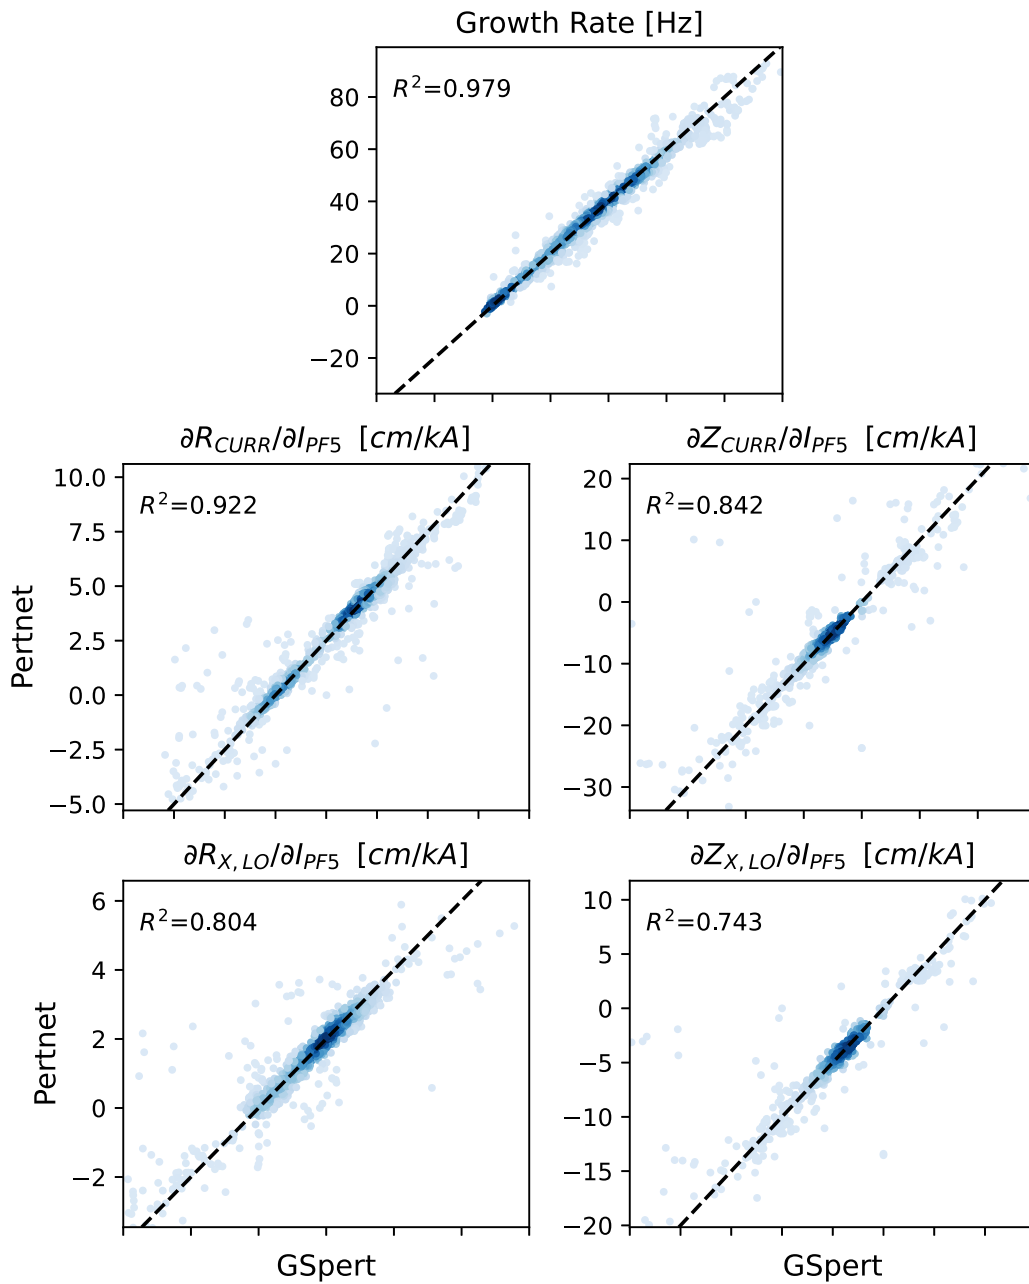 Growth Rate [Hz]
R²=0.979
80
60
40
20
0
−20
∂R_CURR/∂I_PF5 [cm/kA]
R²=0.922
10.0
7.5
5.0
2.5
0.0
−2.5
−5.0
Pertnet
∂Z_CURR/∂I_PF5 [cm/kA]
R²=0.842
20
10
0
−10
−20
−30
∂R_X,LO/∂I_PF5 [cm/kA]
R²=0.804
6
4
2
0
−2
Pertnet
GSpert
∂Z_X,LO/∂I_PF5 [cm/kA]
R²=0.743
10
5
0
−5
−10
−15
−20
GSpert